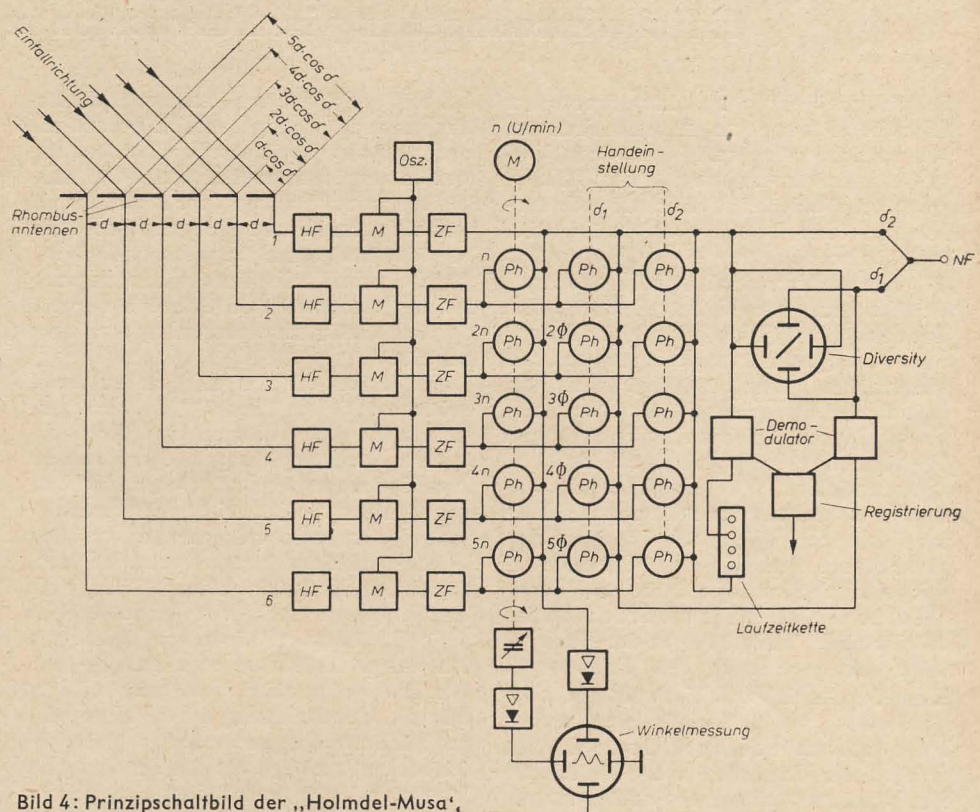 Einfallrichtung
5d·cos δ
4d·cos δ
3d·cos δ
2d·cos δ
d·cos δ
Rhombus-
antennen
d d d d d
n (U/min)
M
Handein-
stellung
δ1 δ2
Osz.
1 HF M ZF
δ2
NF
δ1
n Ph Ph Ph
2 HF M ZF
2n Ph 2Φ Ph Ph
Diversity
3 HF M ZF
3n Ph 3Φ Ph Ph
Demo-
dulator
4 HF M ZF
4n Ph 4Φ Ph Ph
Registrierung
5 HF M ZF
5n Ph 5Φ Ph Ph
6 HF M ZF
Laufzeitkette
Winkelmessung
Bild 4: Prinzipschaltbild der „Holmdel-Musa‘,